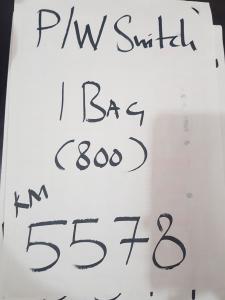 P/W Switch
1 BAG
(800)
KM
5578